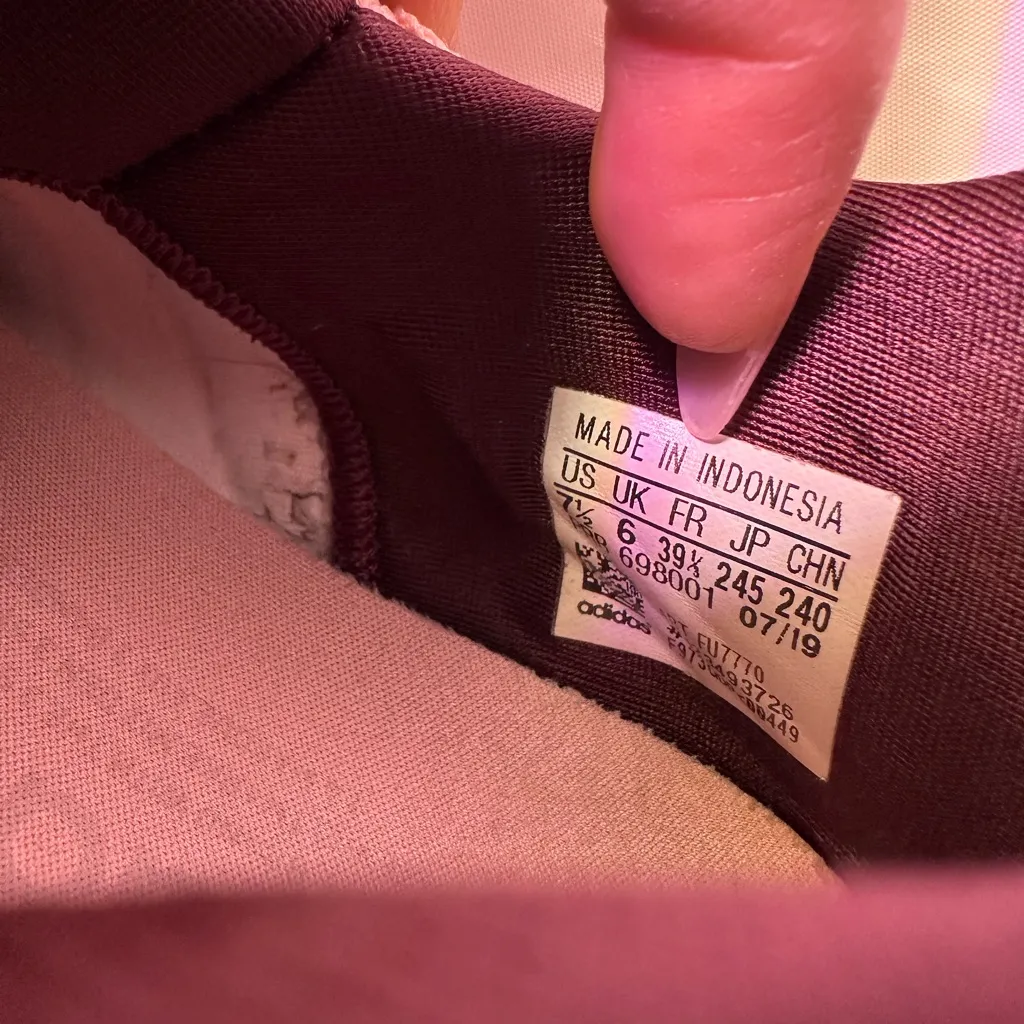 MADE IN INDONESIA
US UK FR JP CHN
7½ 6 39⅓ 245 240
698001 07/19
adidas
FU7770